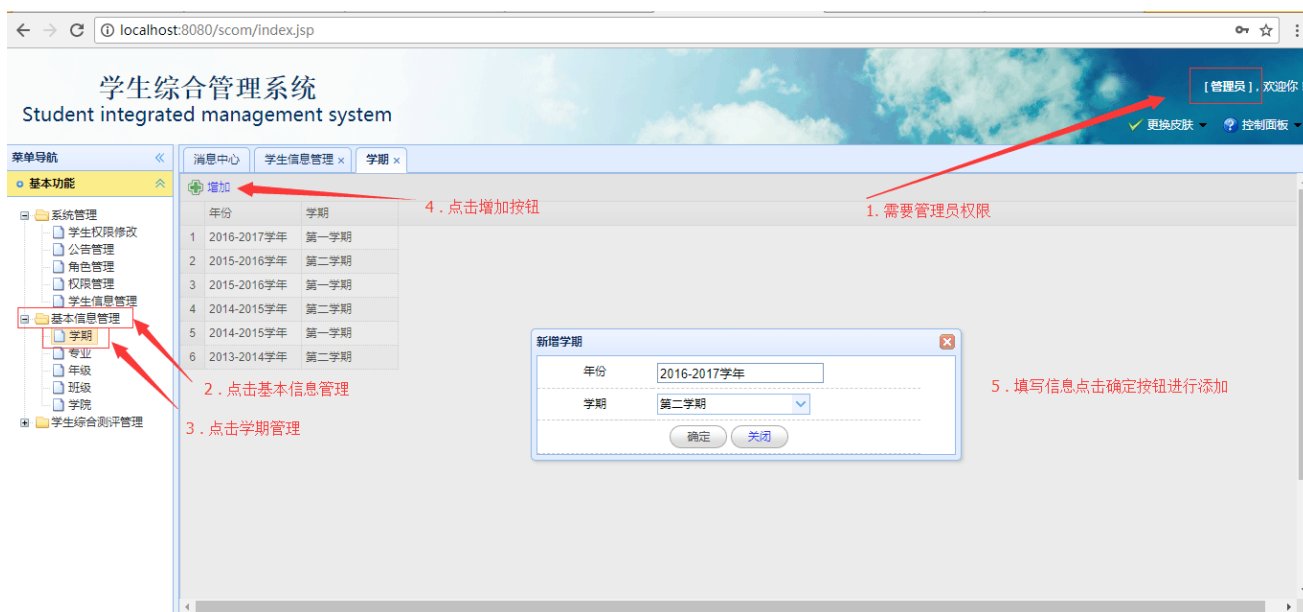 localhost:8080/scom/index.jsp
学生综合管理系统
Student integrated management system
[ 管理员 ] , 欢迎你 !
更换皮肤
控制面板
菜单导航
消息中心
学生信息管理 ×
学期 ×
基本功能
增加
系统管理
学生权限修改
公告管理
角色管理
权限管理
学生信息管理
基本信息管理
学期
专业
年级
班级
学院
学生综合测评管理
年份 学期
1 2016-2017学年 第一学期
2 2015-2016学年 第二学期
3 2015-2016学年 第一学期
4 2014-2015学年 第二学期
5 2014-2015学年 第一学期
6 2013-2014学年 第二学期
1. 需要管理员权限
2 . 点击基本信息管理
3 . 点击学期管理
4 . 点击增加按钮
新增学期
年份 2016-2017学年
学期 第二学期
确定 关闭
5 . 填写信息点击确定按钮进行添加